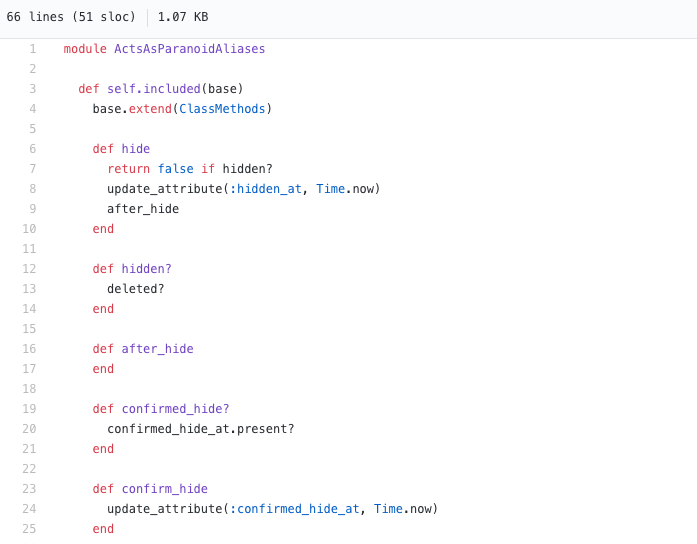 66 lines (51 sloc) 1.07 KB
1 module ActsAsParanoidAliases
2
3 def self.included(base)
4 base.extend(ClassMethods)
5
6 def hide
7 return false if hidden?
8 update_attribute(:hidden_at, Time.now)
9 after_hide
10 end
11
12 def hidden?
13 deleted?
14 end
15
16 def after_hide
17 end
18
19 def confirmed_hide?
20 confirmed_hide_at.present?
21 end
22
23 def confirm_hide
24 update_attribute(:confirmed_hide_at, Time.now)
25 end